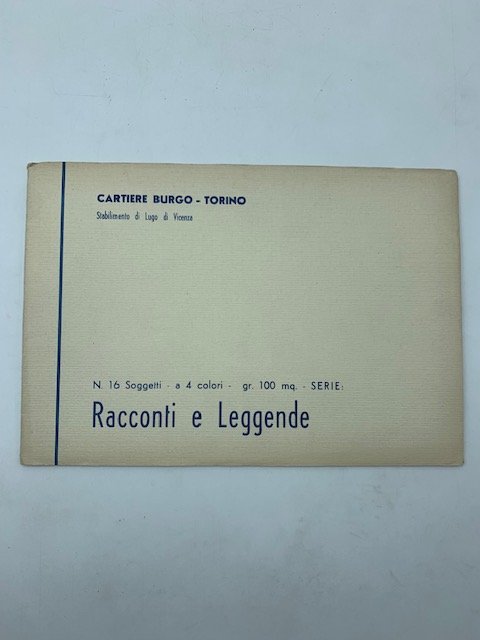 CARTIERE BURGO - TORINO
Stabilimento di Lugo di Vicenza
N. 16 Soggetti - a 4 colori - gr. 100 mq. - SERIE:
Racconti e Leggende